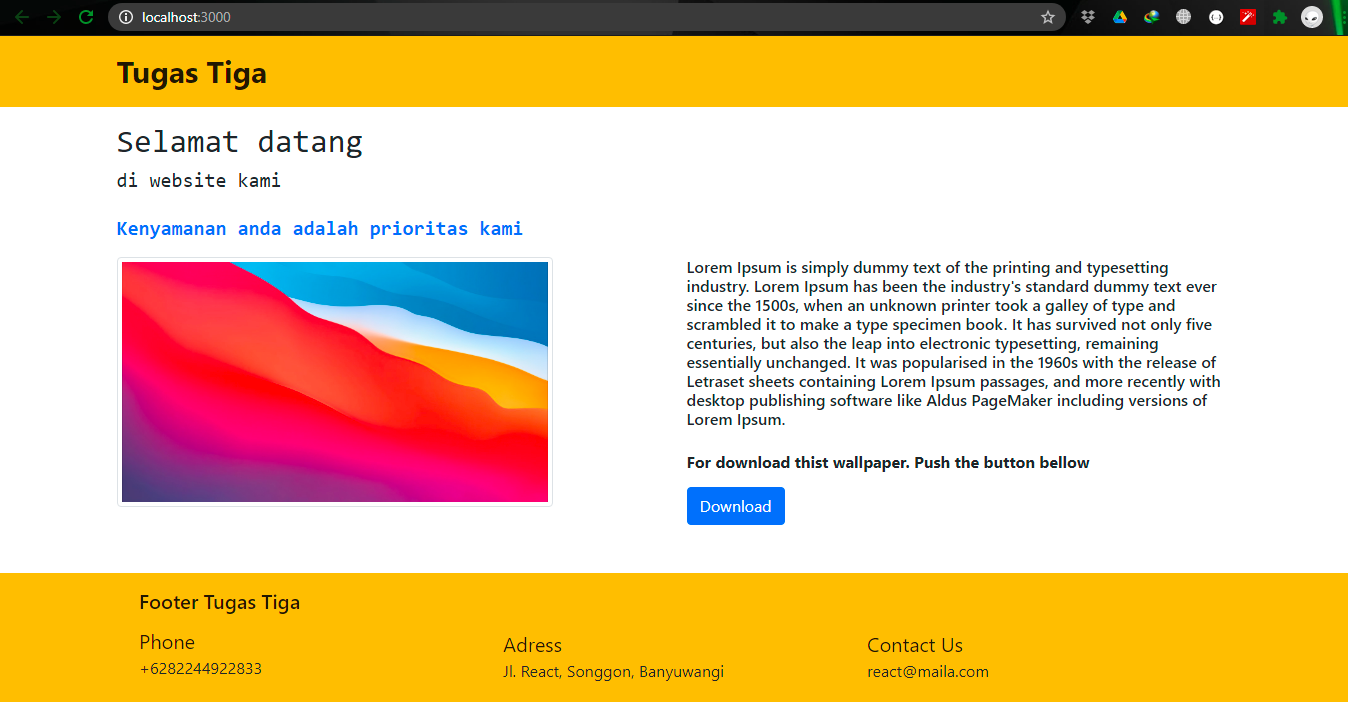 localhost:3000
Tugas Tiga
Selamat datang
di website kami
Kenyamanan anda adalah prioritas kami
Lorem Ipsum is simply dummy text of the printing and typesetting
industry. Lorem Ipsum has been the industry's standard dummy text ever
since the 1500s, when an unknown printer took a galley of type and
scrambled it to make a type specimen book. It has survived not only five
centuries, but also the leap into electronic typesetting, remaining
essentially unchanged. It was popularised in the 1960s with the release of
Letraset sheets containing Lorem Ipsum passages, and more recently with
desktop publishing software like Aldus PageMaker including versions of
Lorem Ipsum.
For download thist wallpaper. Push the button bellow
Download
Footer Tugas Tiga
Phone
+6282244922833
Adress
Jl. React, Songgon, Banyuwangi
Contact Us
react@maila.com